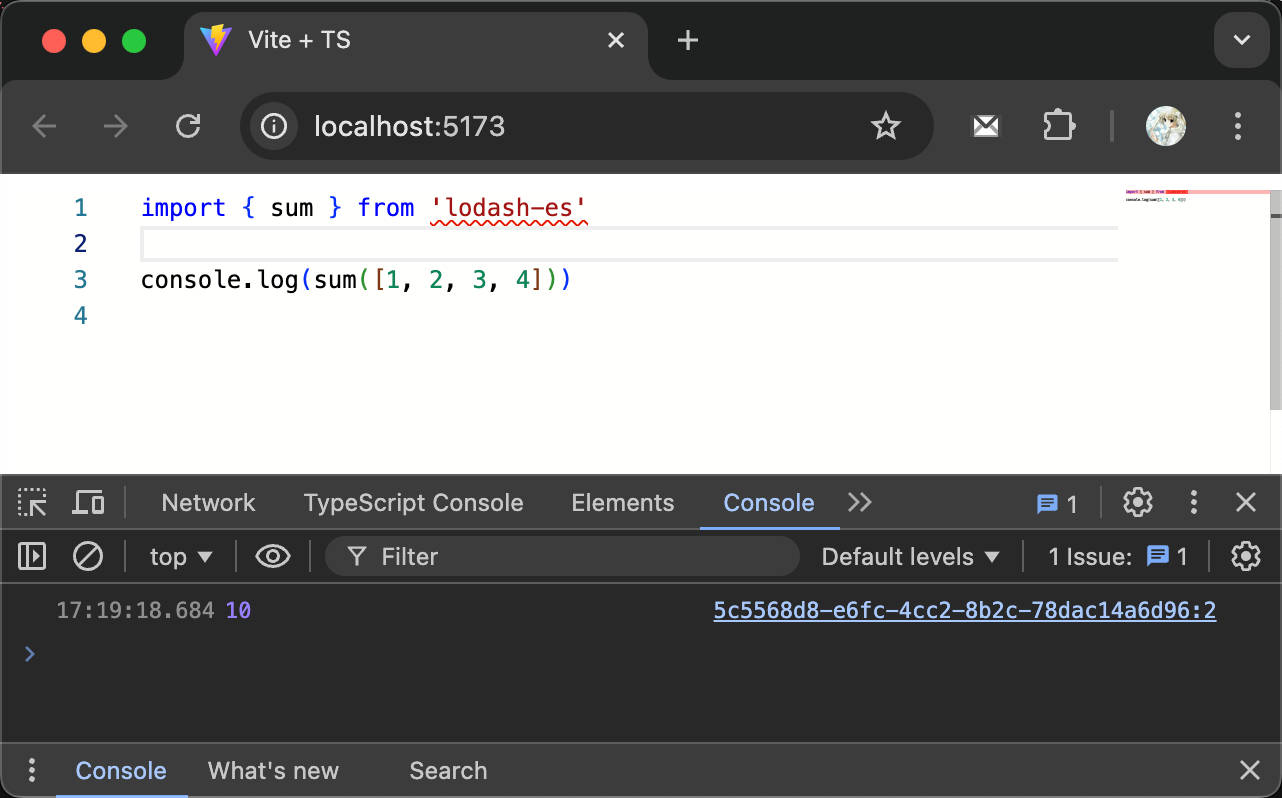 Vite + TS
localhost:5173
1 import { sum } from 'lodash-es'
2
3 console.log(sum([1, 2, 3, 4]))
4
Network TypeScript Console Elements Console 1
top Filter Default levels 1 Issue: 1
17:19:18.684 10 5c5568d8-e6fc-4cc2-8b2c-78dac14a6d96:2
Console What's new Search